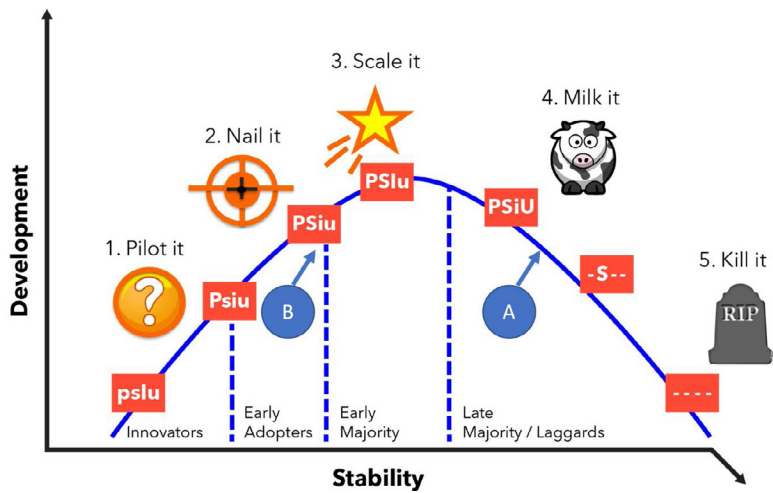 3. Scale it
4. Milk it
2. Nail it
PSIu
PSiU
PSiu
1. Pilot it
-S--
5. Kill it
Psiu
B
A
RIP
psIu
----
Innovators
Early
Adopters
Early
Majority
Late
Majority / Laggards
Development
Stability